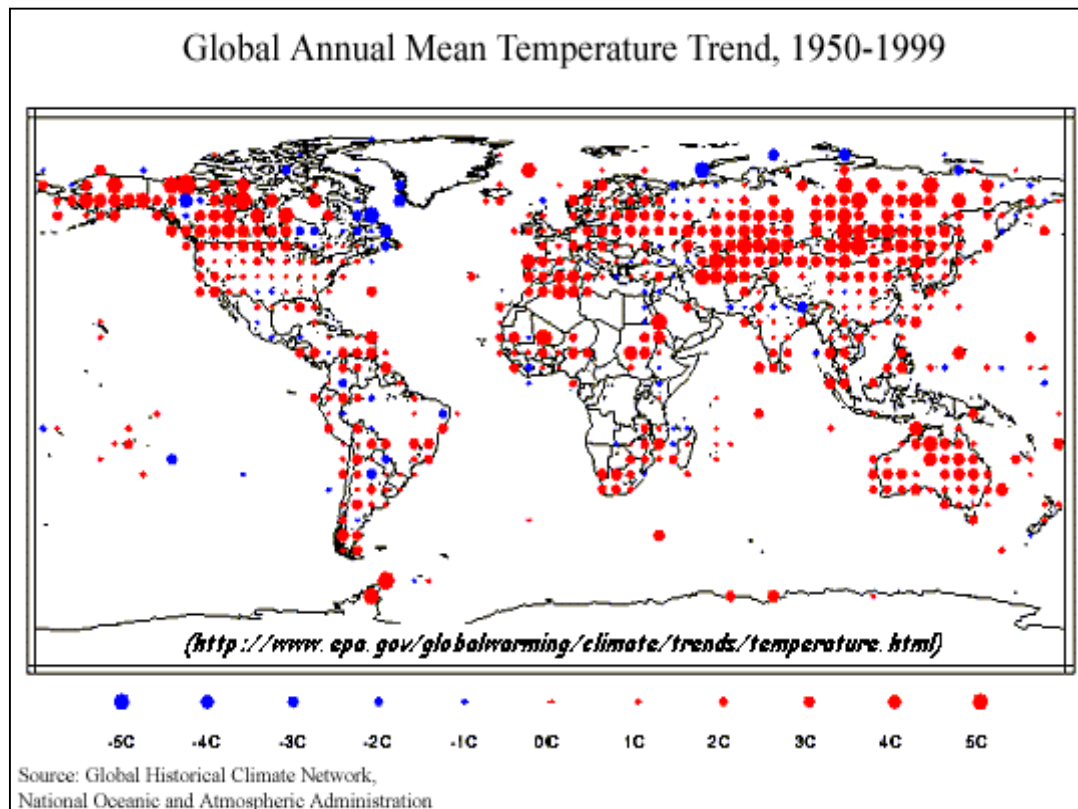 Global Annual Mean Temperature Trend, 1950-1999
(http://www.epa.gov/globalwarming/climate/trends/temperature.html)
-5C -4C -3C -2C -1C 0C 1C 2C 3C 4C 5C
Source: Global Historical Climate Network,
National Oceanic and Atmospheric Administration